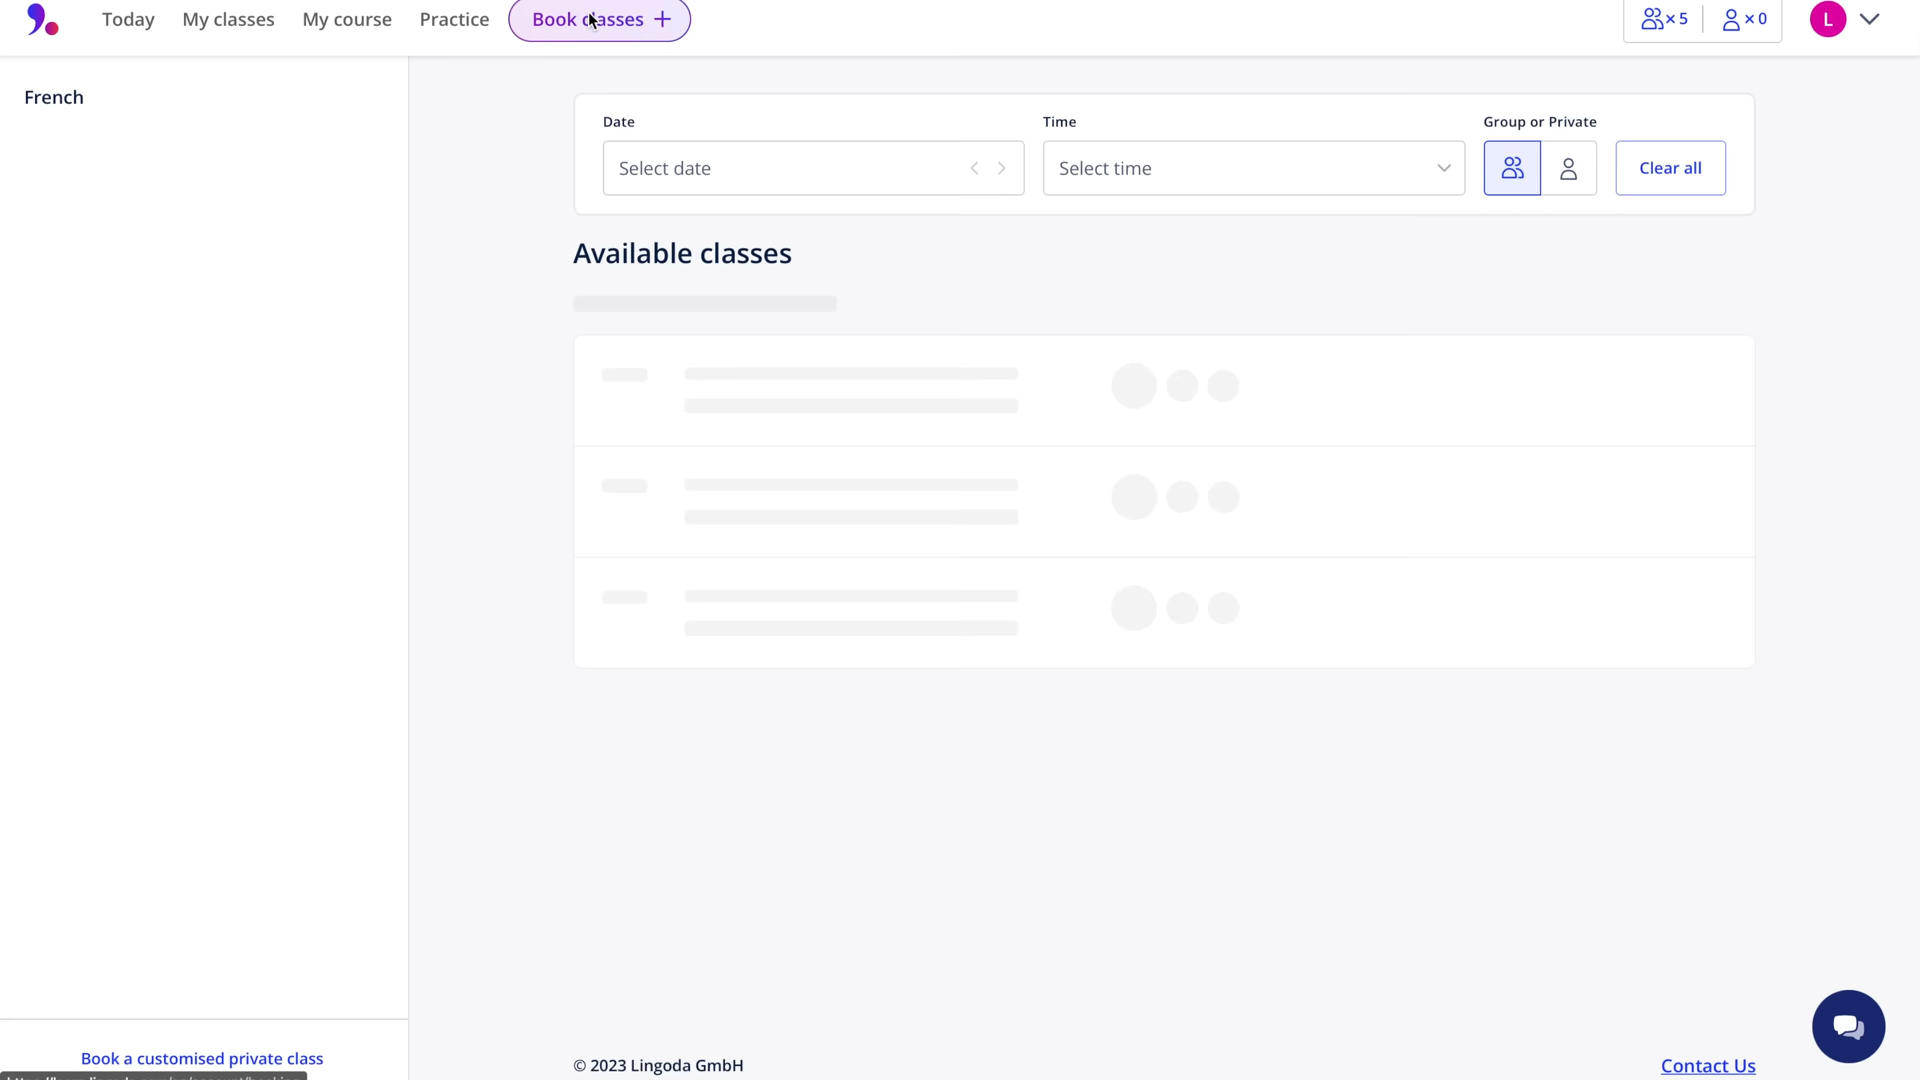 Today
My classes
My course
Practice
Book classes +
× 5
× 0
L
French
Date
Time
Group or Private
Select date
Select time
Clear all
Available classes
Book a customised private class
© 2023 Lingoda GmbH
Contact Us